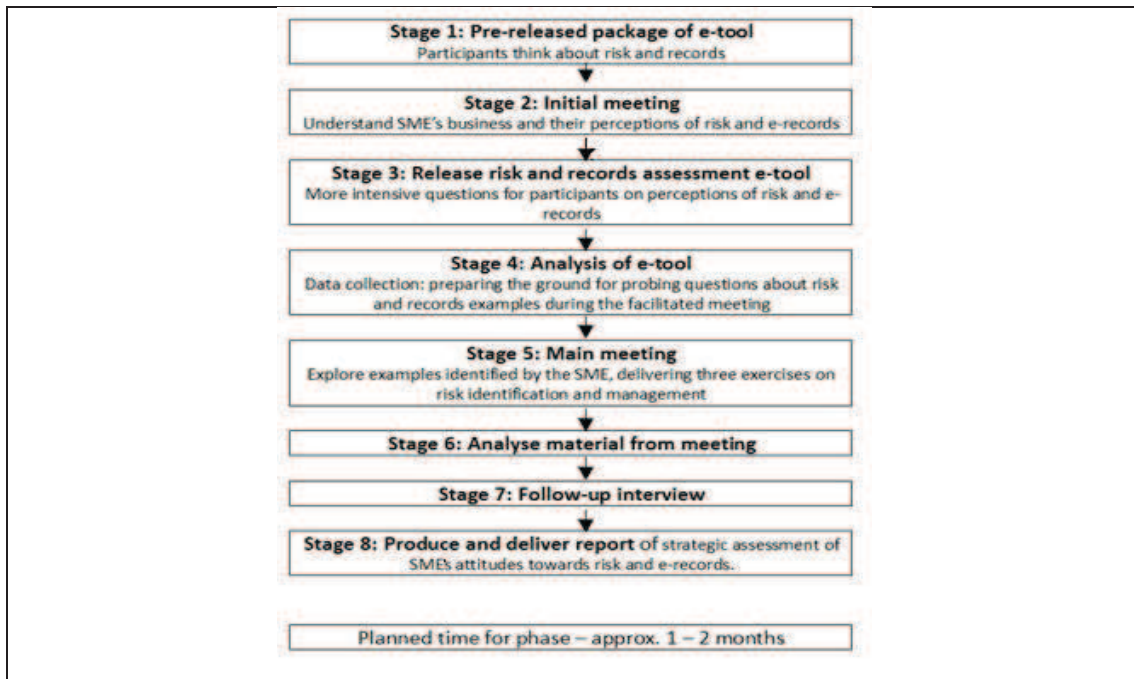 Stage 1: Pre-released package of e-tool
Participants think about risk and records
Stage 2: Initial meeting
Understand SME's business and their perceptions of risk and e-records
Stage 3: Release risk and records assessment e-tool
More intensive questions for participants on perceptions of risk and e-
records
Stage 4: Analysis of e-tool
Data collection: preparing the ground for probing questions about risk
and records examples during the facilitated meeting
Stage 5: Main meeting
Explore examples identified by the SME, delivering three exercises on
risk identification and management
Stage 6: Analyse material from meeting
Stage 7: Follow-up interview
Stage 8: Produce and deliver report of strategic assessment of
SME's attitudes towards risk and e-records.
Planned time for phase – approx. 1 – 2 months